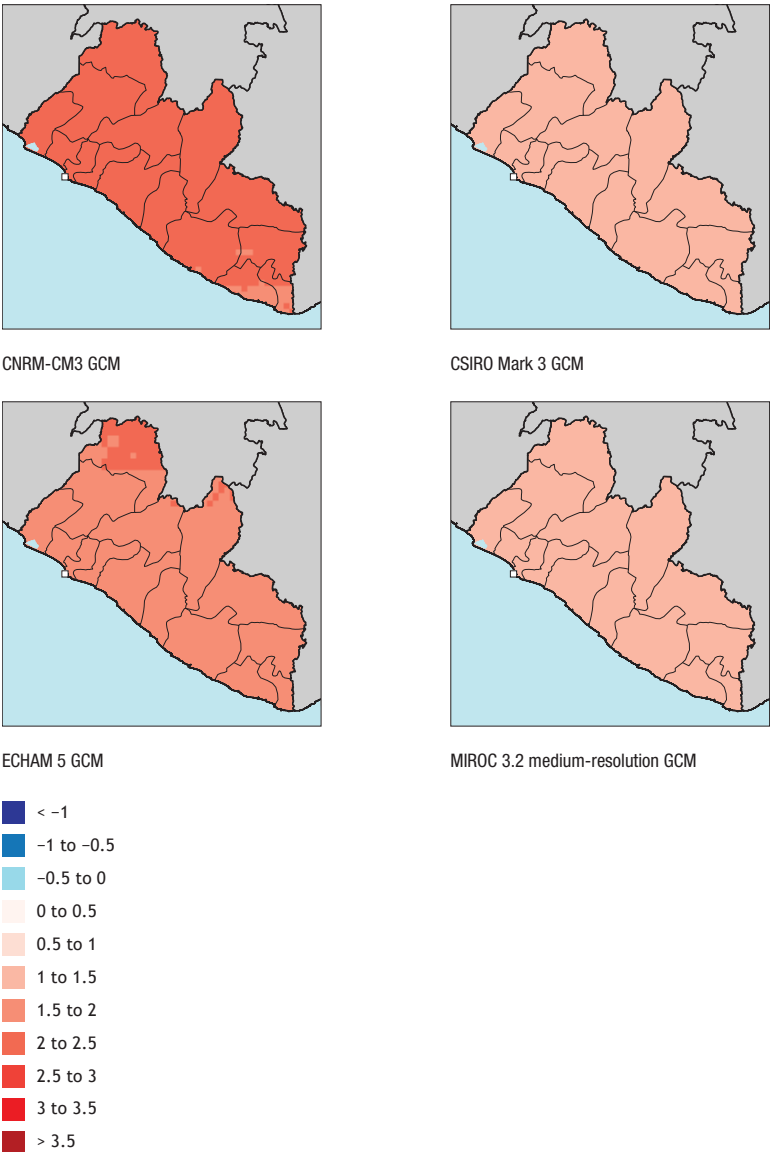 CNRM-CM3 GCM
CSIRO Mark 3 GCM
ECHAM 5 GCM
MIROC 3.2 medium-resolution GCM
< −1
−1 to −0.5
−0.5 to 0
0 to 0.5
0.5 to 1
1 to 1.5
1.5 to 2
2 to 2.5
2.5 to 3
3 to 3.5
> 3.5